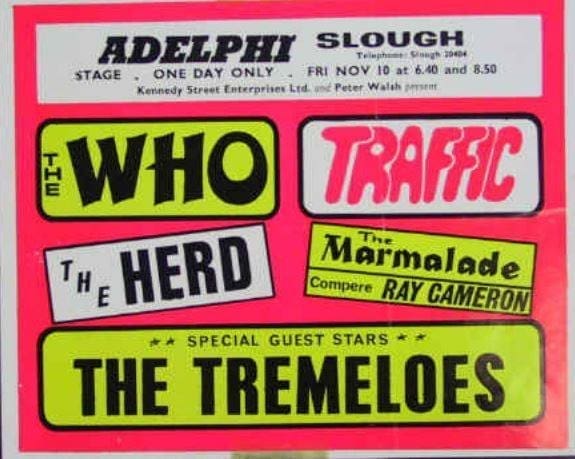 ADELPHI SLOUGH
Telephone: Slough 20404
STAGE . ONE DAY ONLY . FRI NOV 10 at 6.40 and 8.50
Kennedy Street Enterprises Ltd. and Peter Walsh present
THE WHO
TRAFFIC
THE HERD
The Marmalade
Compere RAY CAMERON
** SPECIAL GUEST STARS **
THE TREMELOES